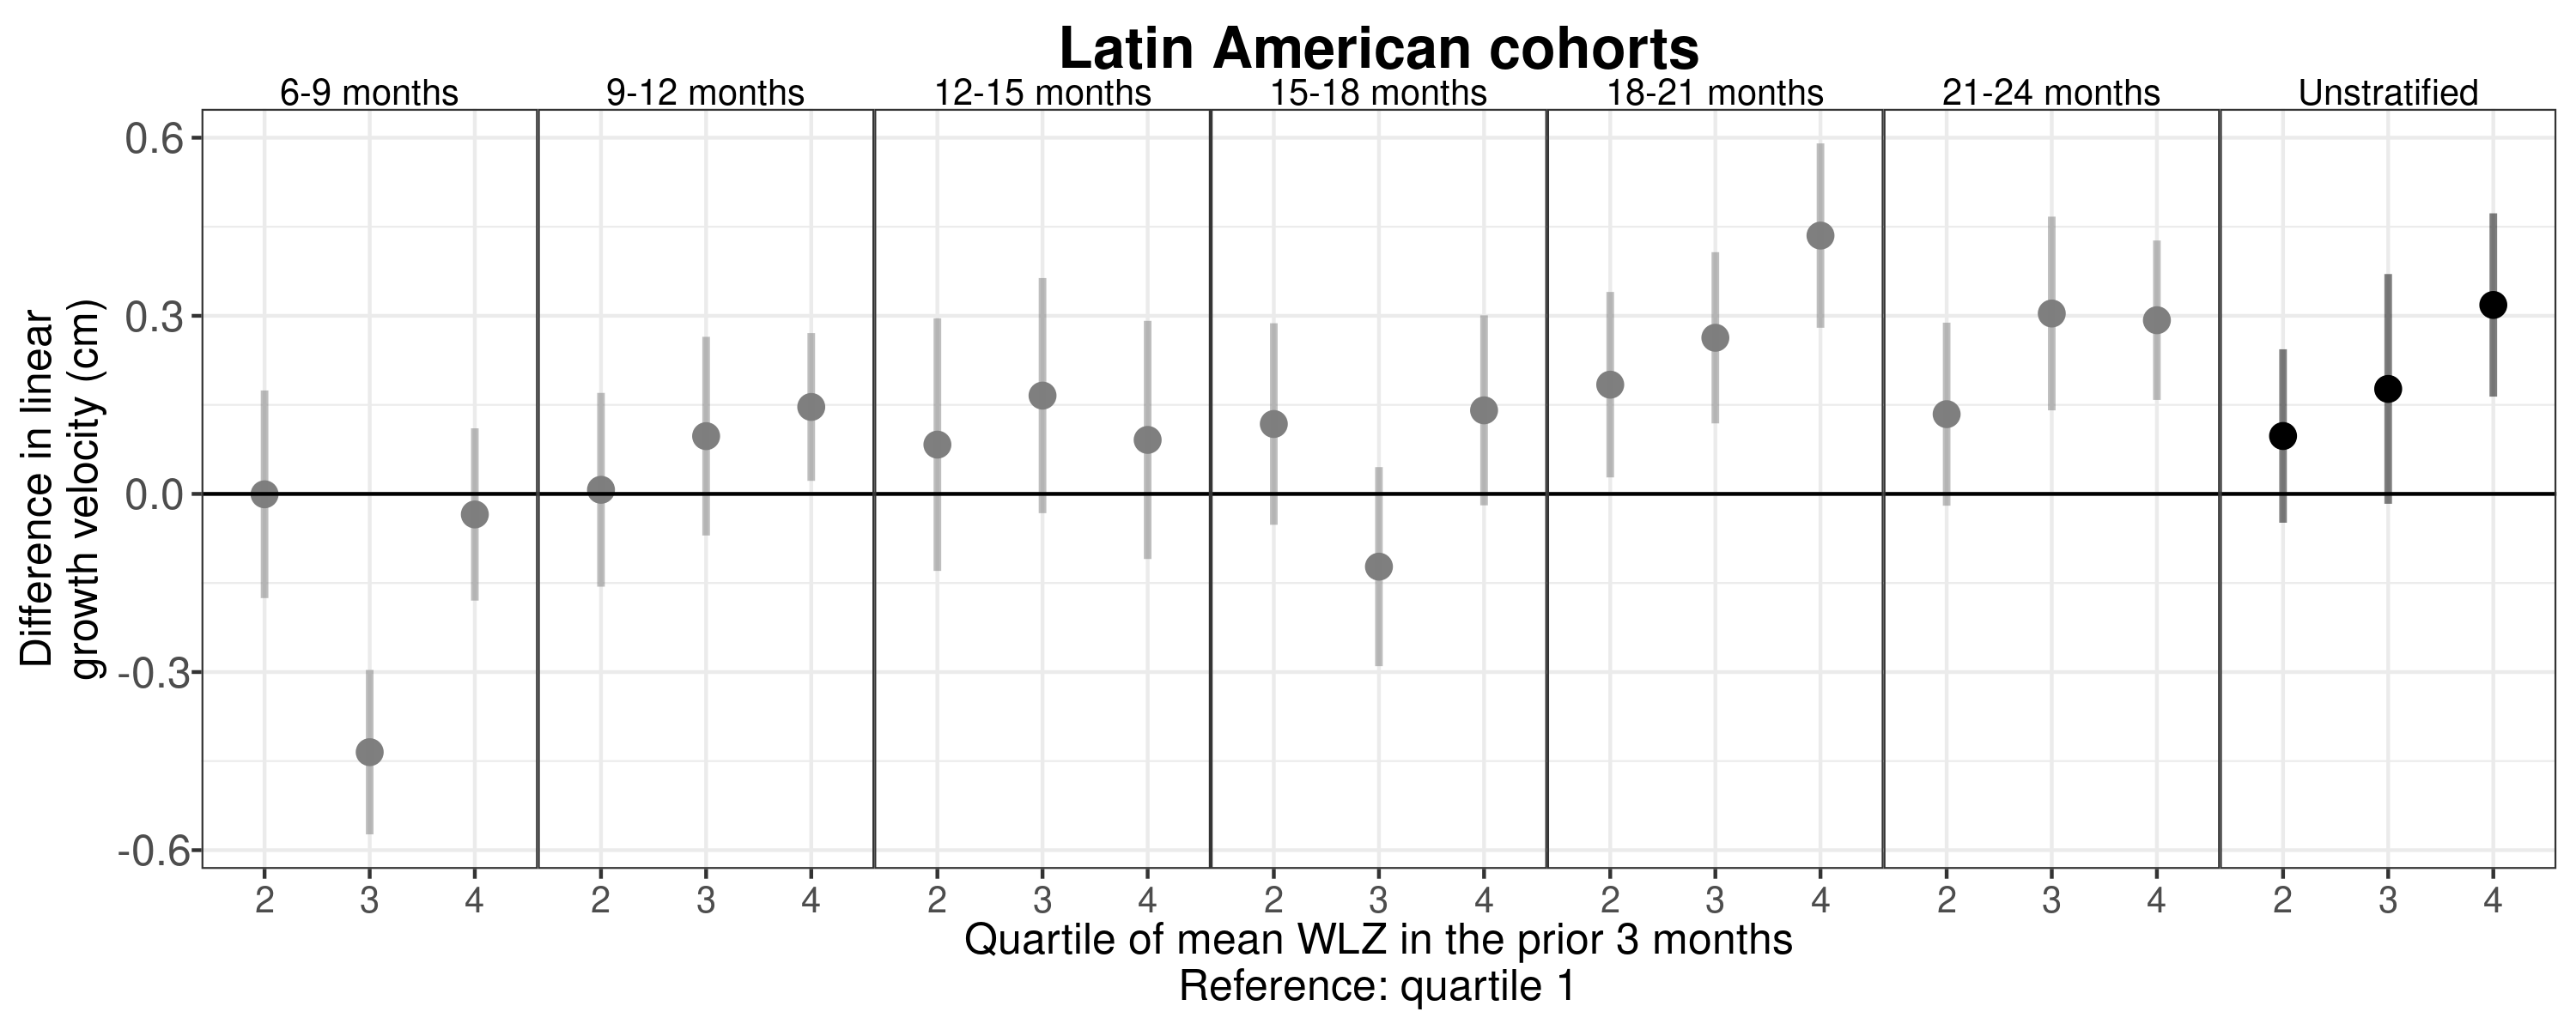 Latin American cohorts
6-9 months 9-12 months 12-15 months 15-18 months 18-21 months 21-24 months Unstratified
Difference in linear
growth velocity (cm)
0.6
0.3
0.0
-0.3
-0.6
2 3 4 2 3 4 2 3 4 2 3 4 2 3 4 2 3 4 2 3 4
Quartile of mean WLZ in the prior 3 months
Reference: quartile 1